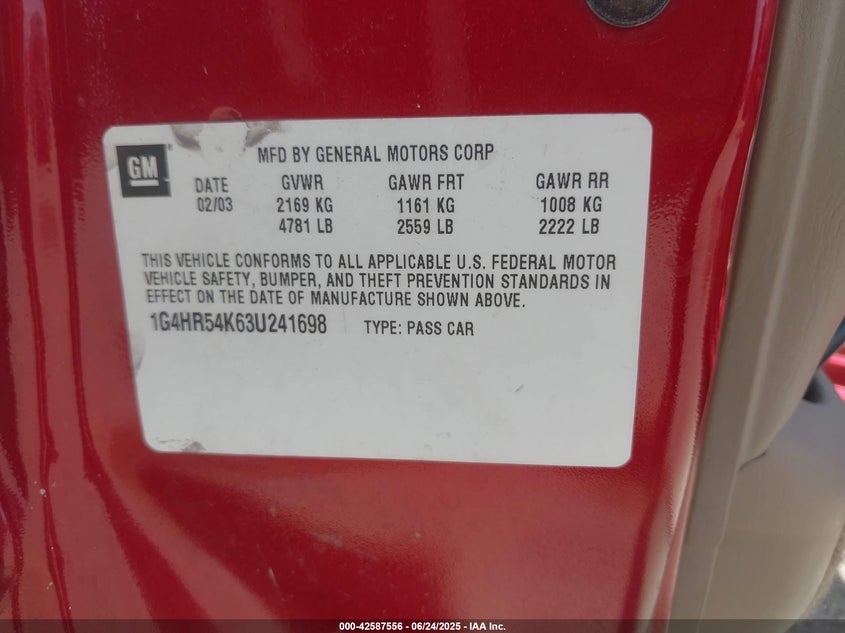 GM
MFD BY GENERAL MOTORS CORP
DATE GVWR GAWR FRT GAWR RR
02/03 2169 KG 1161 KG 1008 KG
4781 LB 2559 LB 2222 LB
THIS VEHICLE CONFORMS TO ALL APPLICABLE U.S. FEDERAL MOTOR
VEHICLE SAFETY, BUMPER, AND THEFT PREVENTION STANDARDS IN
EFFECT ON THE DATE OF MANUFACTURE SHOWN ABOVE.
1G4HR54K63U241698 TYPE: PASS CAR
000-42587556 - 06/24/2025 - IAA Inc.